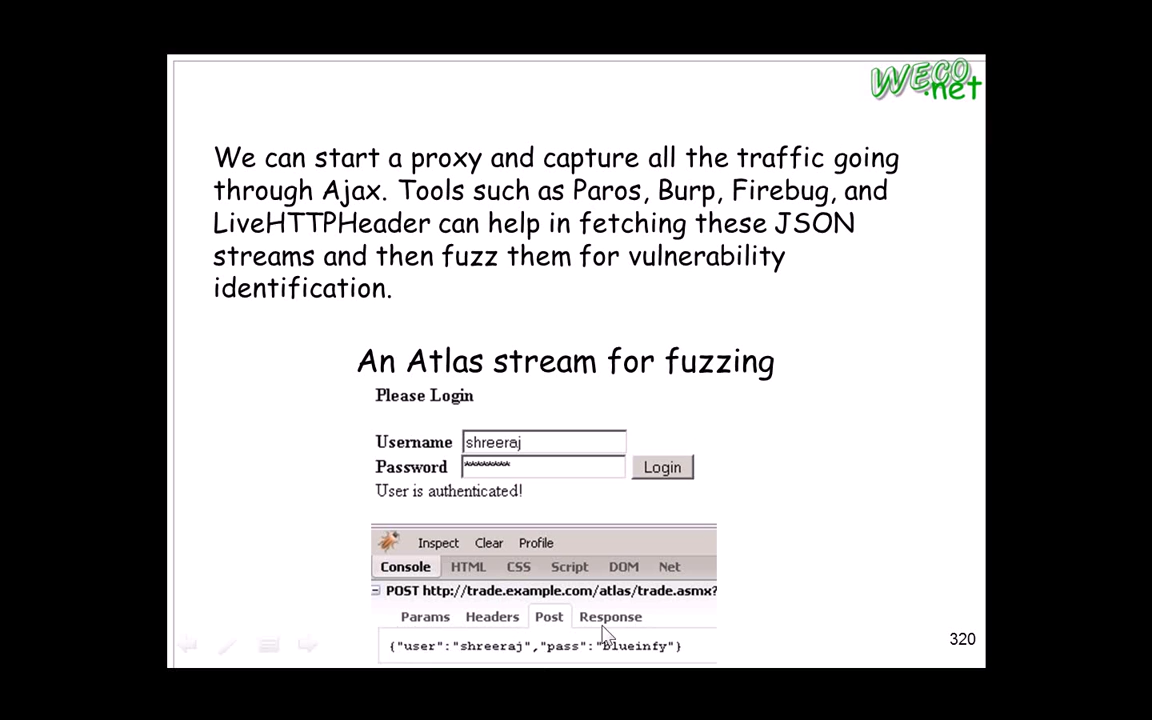 WECO
.net
We can start a proxy and capture all the traffic going
through Ajax. Tools such as Paros, Burp, Firebug, and
LiveHTTPHeader can help in fetching these JSON
streams and then fuzz them for vulnerability
identification.
An Atlas stream for fuzzing
Please Login
Username shreeraj
Password ******** Login
User is authenticated!
Inspect Clear Profile
Console HTML CSS Script DOM Net
POST http://trade.example.com/atlas/trade.asmx?
Params Headers Post Response
{"user":"shreeraj","pass":"blueinfy"}
320